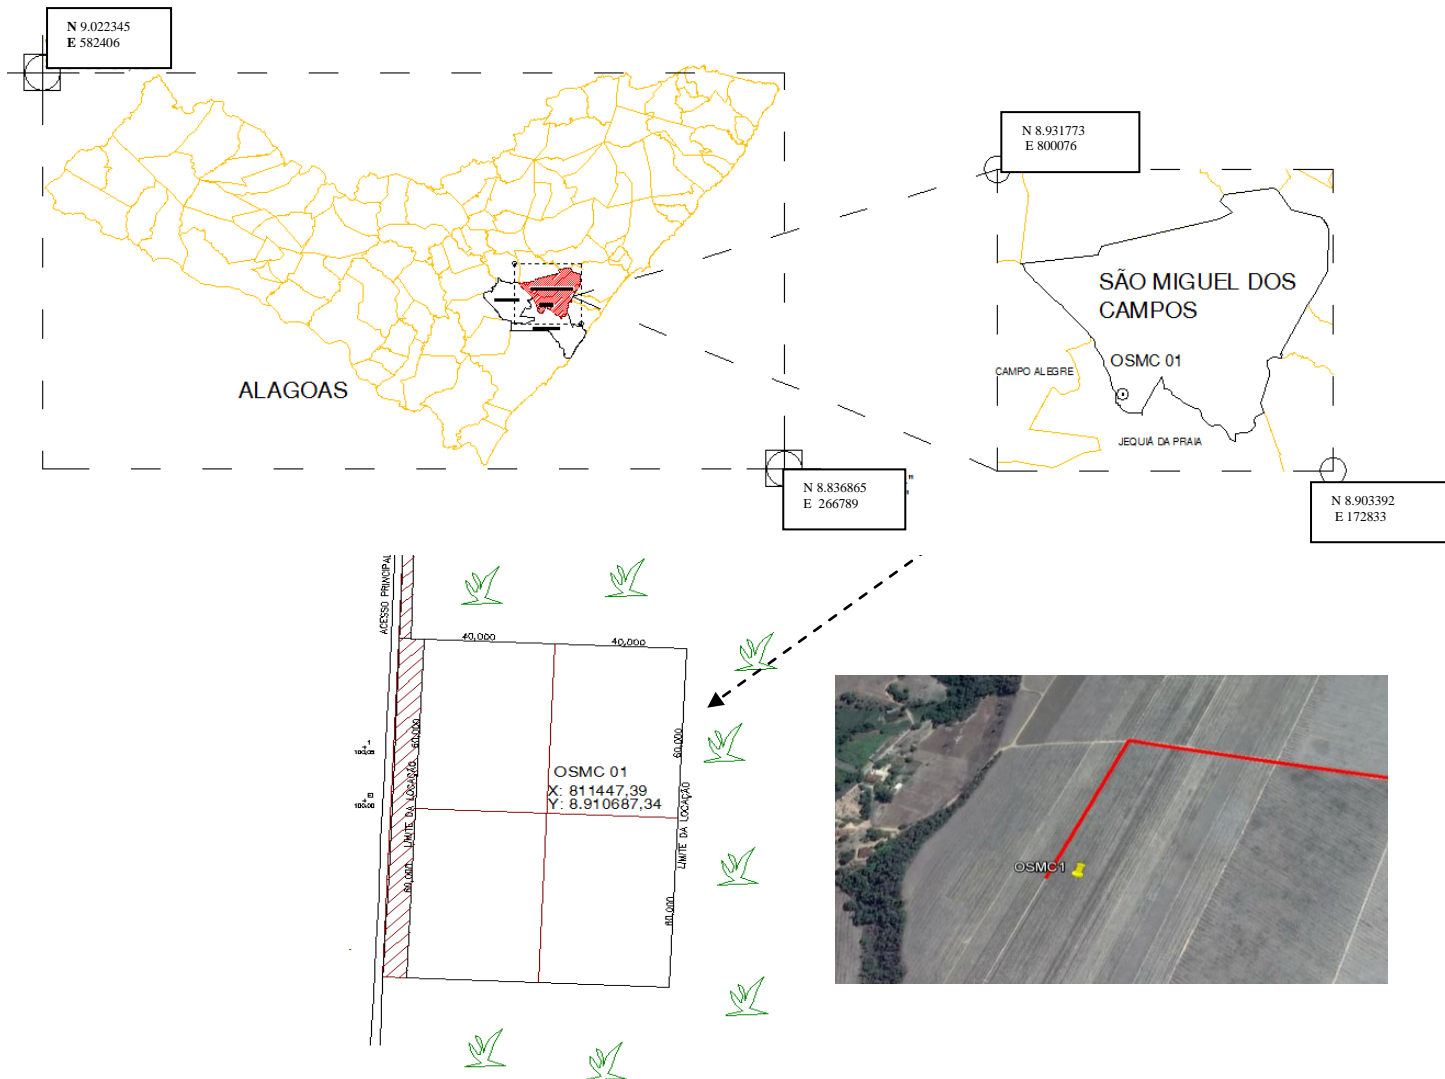 N 9.022345
E 582406
ALAGOAS
N 8.836865
E 266789
N 8.931773
E 800076
SÃO MIGUEL DOS
CAMPOS
OSMC 01
CAMPO ALEGRE
JEQUIÁ DA PRAIA
N 8.903392
E 172833
ACESSO PRINCIPAL
40,000
40,000
60,000
60,000
LIMITE DA LOCAÇÃO
OSMC 01
X: 811447,39
Y: 8.910687,34
LIMITE DA LOCAÇÃO
60,000
60,000
OSMC1